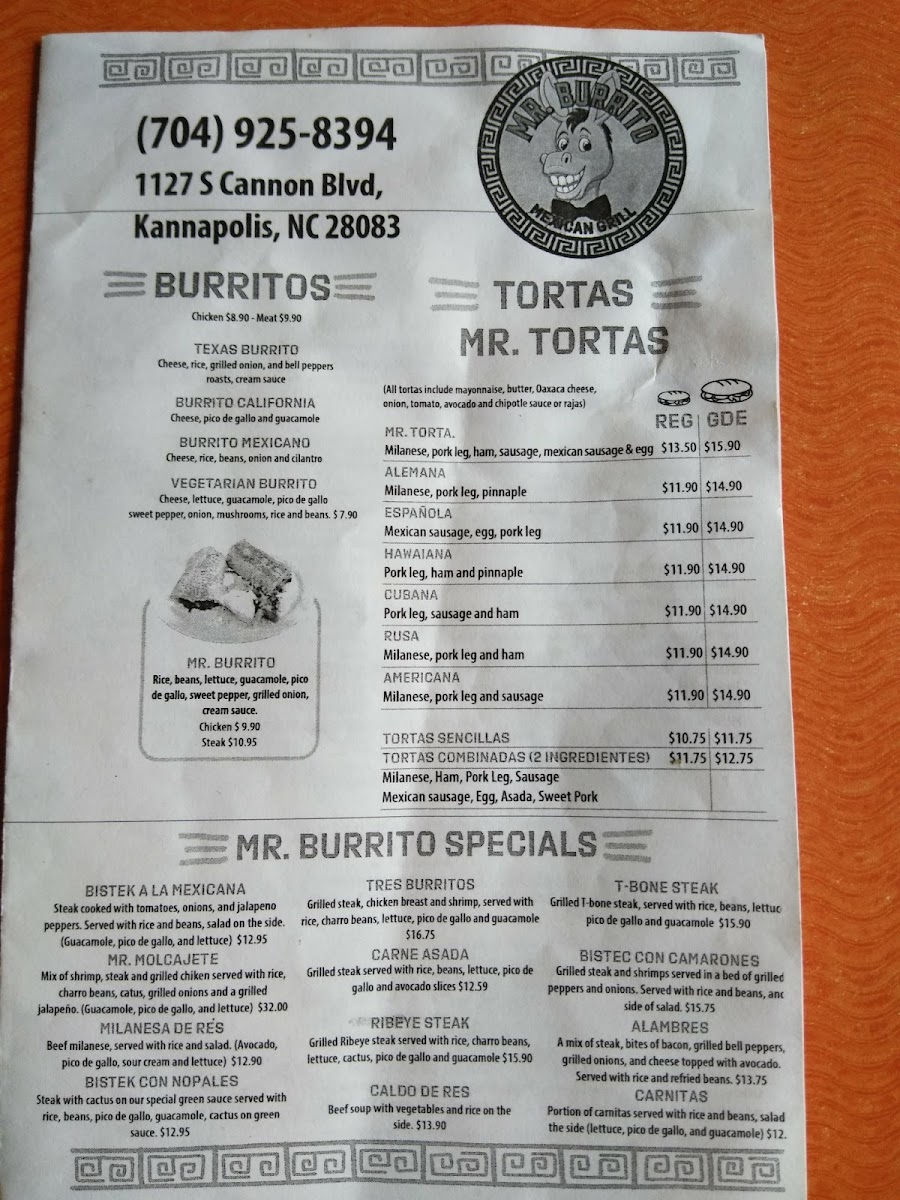 (704) 925-8394
1127 S Cannon Blvd,
Kannapolis, NC 28083
MR. BURRITO
MEXICAN GRILL
BURRITOS
Chicken $8.90 - Meat $9.90
TEXAS BURRITO
Cheese, rice, grilled onion, and bell peppers
roasts, cream sauce
BURRITO CALIFORNIA
Cheese, pico de gallo and guacamole
BURRITO MEXICANO
Cheese, rice, beans, onion and cilantro
VEGETARIAN BURRITO
Cheese, lettuce, guacamole, pico de gallo
sweet pepper, onion, mushrooms, rice and beans. $ 7.90
MR. BURRITO
Rice, beans, lettuce, guacamole, pico
de gallo, sweet pepper, grilled onion,
cream sauce.
Chicken $ 9.90
Steak $10.95
TORTAS
MR. TORTAS
(All tortas include mayonnaise, butter, Oaxaca cheese,
onion, tomato, avocado and chipotle sauce or rajas)
REG GDE
MR. TORTA.
Milanese, pork leg, ham, sausage, mexican sausage & egg $13.50 $15.90
ALEMANA
Milanese, pork leg, pinnaple $11.90 $14.90
ESPAÑOLA
Mexican sausage, egg, pork leg $11.90 $14.90
HAWAIANA
Pork leg, ham and pinnaple $11.90 $14.90
CUBANA
Pork leg, sausage and ham $11.90 $14.90
RUSA
Milanese, pork leg and ham $11.90 $14.90
AMERICANA
Milanese, pork leg and sausage $11.90 $14.90
TORTAS SENCILLAS $10.75 $11.75
TORTAS COMBINADAS (2 INGREDIENTES) $11.75 $12.75
Milanese, Ham, Pork Leg, Sausage
Mexican sausage, Egg, Asada, Sweet Pork
MR. BURRITO SPECIALS
BISTEK A LA MEXICANA
Steak cooked with tomatoes, onions, and jalapeno
peppers. Served with rice and beans, salad on the side.
(Guacamole, pico de gallo, and lettuce) $12.95
MR. MOLCAJETE
Mix of shrimp, steak and grilled chiken served with rice,
charro beans, catus, grilled onions and a grilled
jalapeño. (Guacamole, pico de gallo, and lettuce) $32.00
MILANESA DE RES
Beef milanese, served with rice and salad. (Avocado,
pico de gallo, sour cream and lettuce) $12.90
BISTEK CON NOPALES
Steak with cactus on our special green sauce served with
rice, beans, pico de gallo, guacamole, cactus on green
sauce. $12.95
TRES BURRITOS
Grilled steak, chicken breast and shrimp, served with
rice, charro beans, lettuce, pico de gallo and guacamole
$16.75
CARNE ASADA
Grilled steak served with rice, beans, lettuce, pico de
gallo and avocado slices $12.59
RIBEYE STEAK
Grilled Ribeye steak served with rice, charro beans,
lettuce, cactus, pico de gallo and guacamole $15.90
CALDO DE RES
Beef soup with vegetables and rice on the
side. $13.90
T-BONE STEAK
Grilled T-bone steak, served with rice, beans, lettuc
pico de gallo and guacamole $15.90
BISTEC CON CAMARONES
Grilled steak and shrimps served in a bed of grilled
peppers and onions. Served with rice and beans, and
side of salad. $15.75
ALAMBRES
A mix of steak, bites of bacon, grilled bell peppers,
grilled onions, and cheese topped with avocado.
Served with rice and refried beans. $13.75
CARNITAS
Portion of carnitas served with rice and beans, salad
the side (lettuce, pico de gallo, and guacamole) $12.